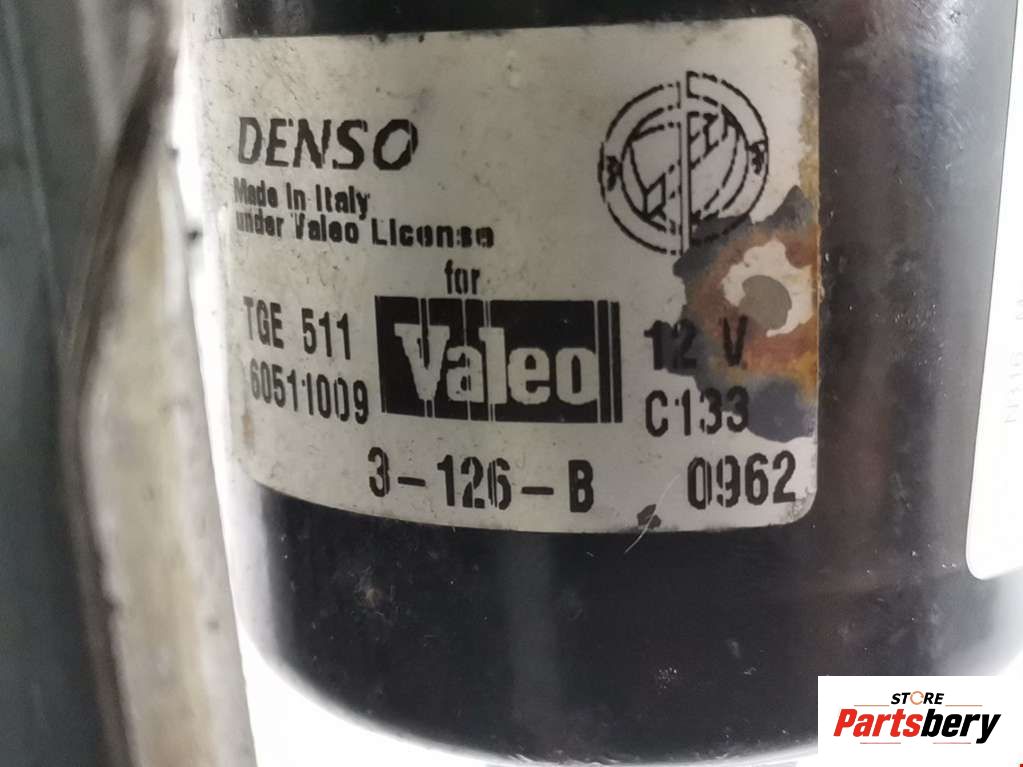 DENSO
Made in Italy
under Valeo License
for
TGE 511
Valeo
12 V
60511009
C133
3-126-B 0962
STORE
Partsbery